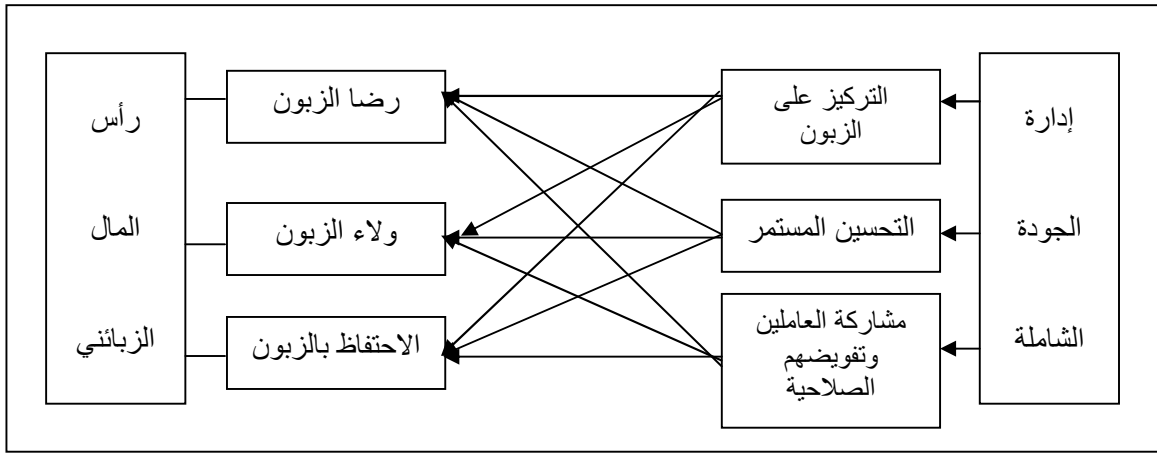 إدارة
الجودة
الشاملة
التركيز على
الزبون
التحسين المستمر
مشاركة العاملين
وتفويضهم
الصلاحية
رضا الزبون
ولاء الزبون
الاحتفاظ بالزبون
رأس
المال
الزبائني